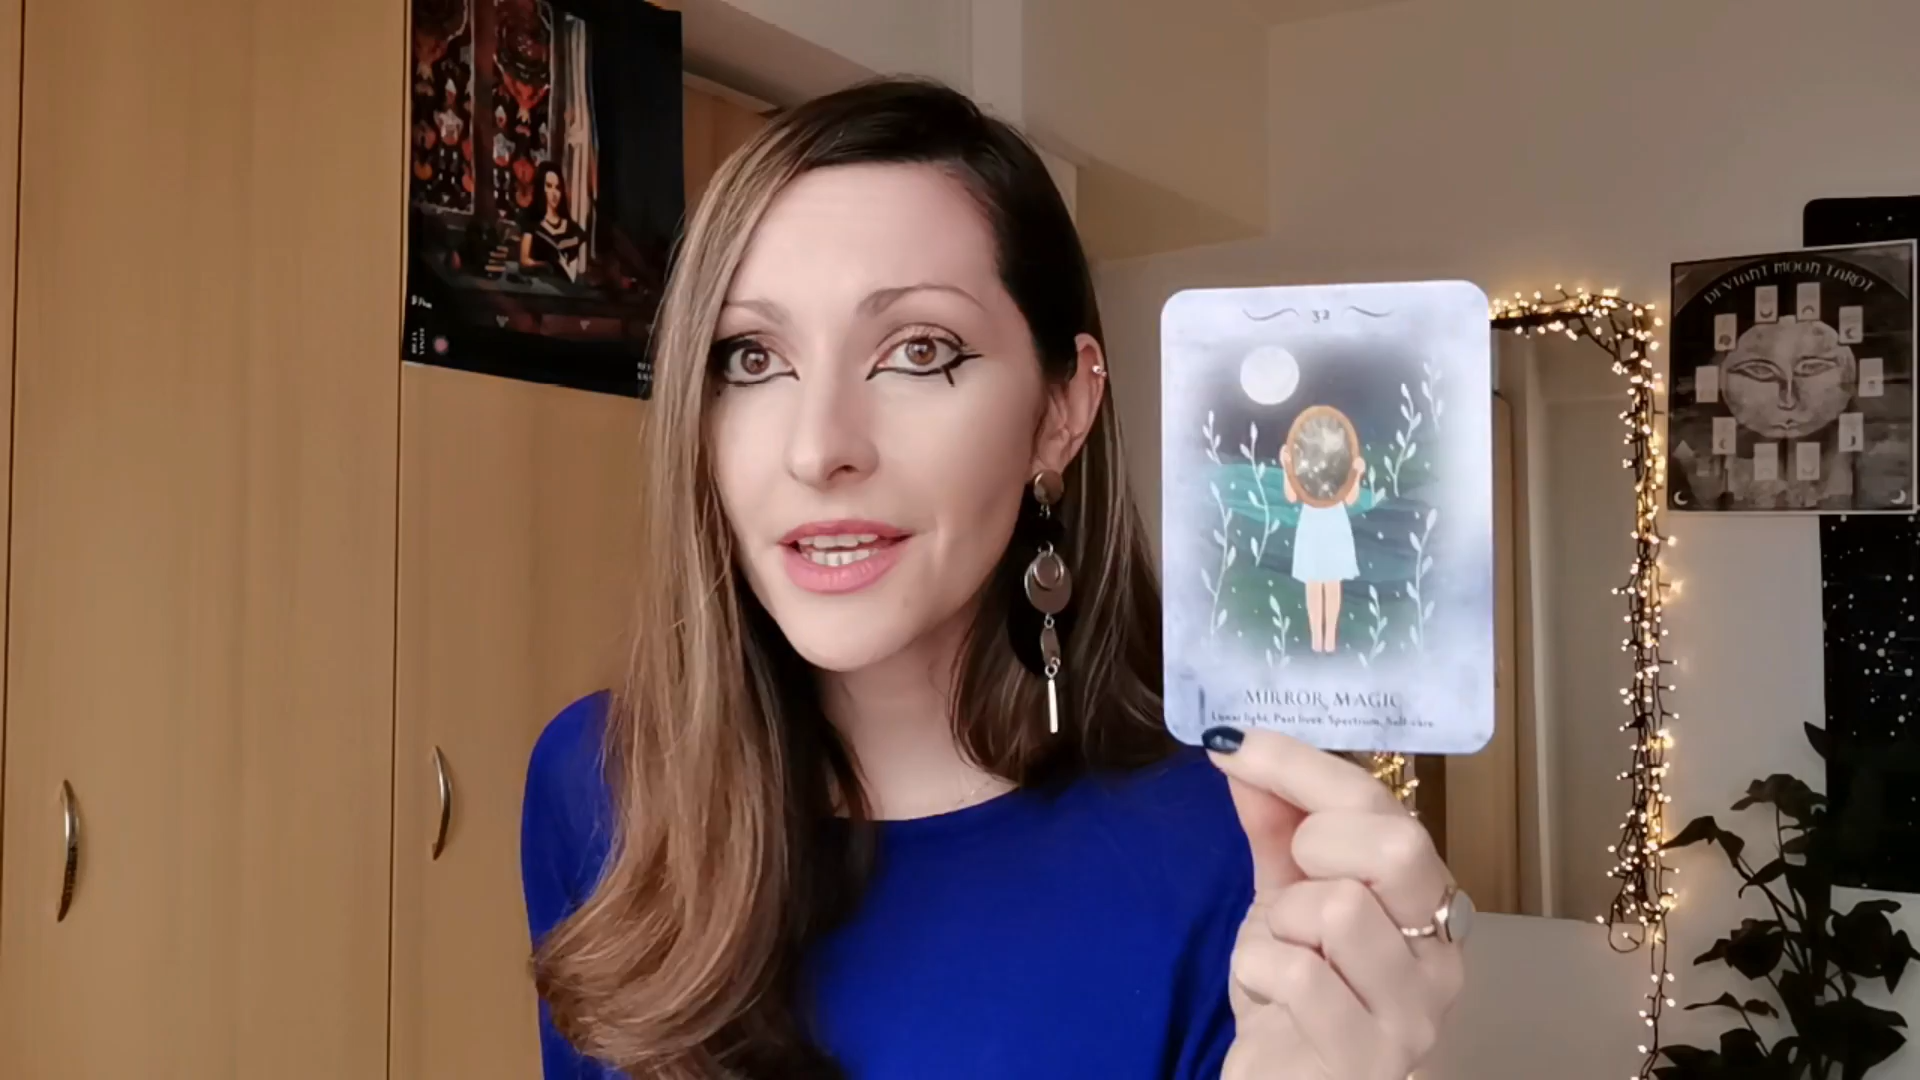 DEVIANT MOON TAROT
32
MIRROR MAGIC
Lunar light, Past lives, Spectrum, Self-care